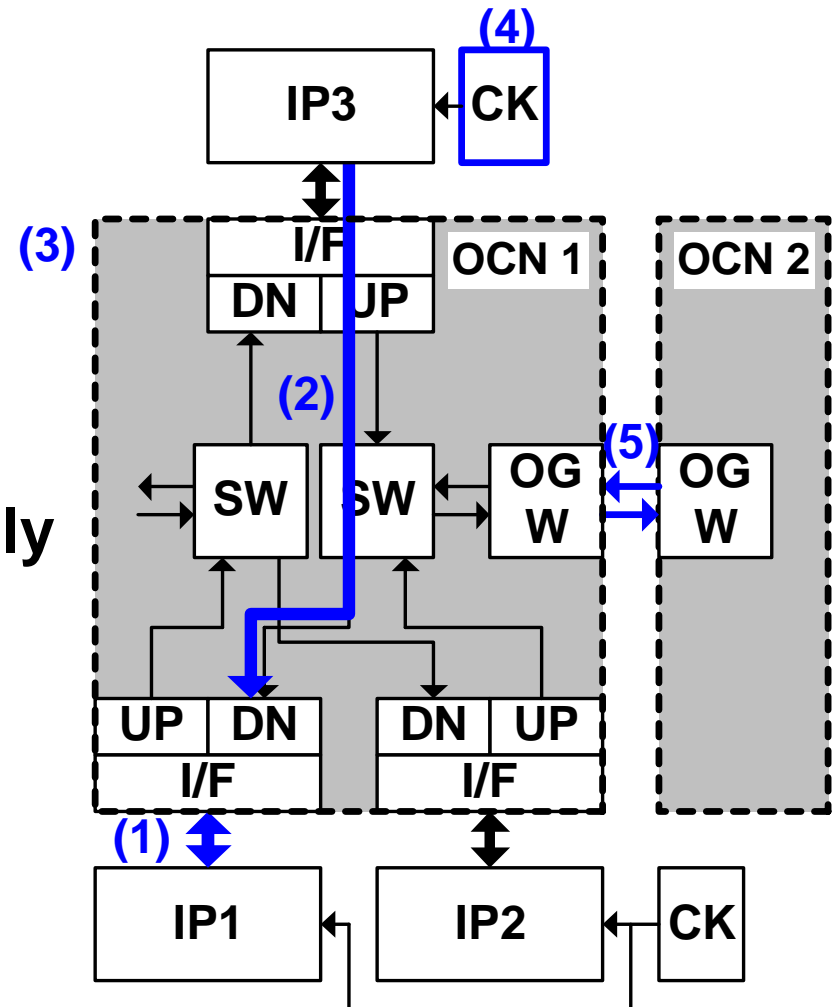 (4)
IP3
CK
(3)
I/F
OCN 1
OCN 2
DN
UP
(2)
(5)
SW
SW
OG
W
OG
W
ly
UP
DN
DN
UP
I/F
I/F
(1)
IP1
IP2
CK